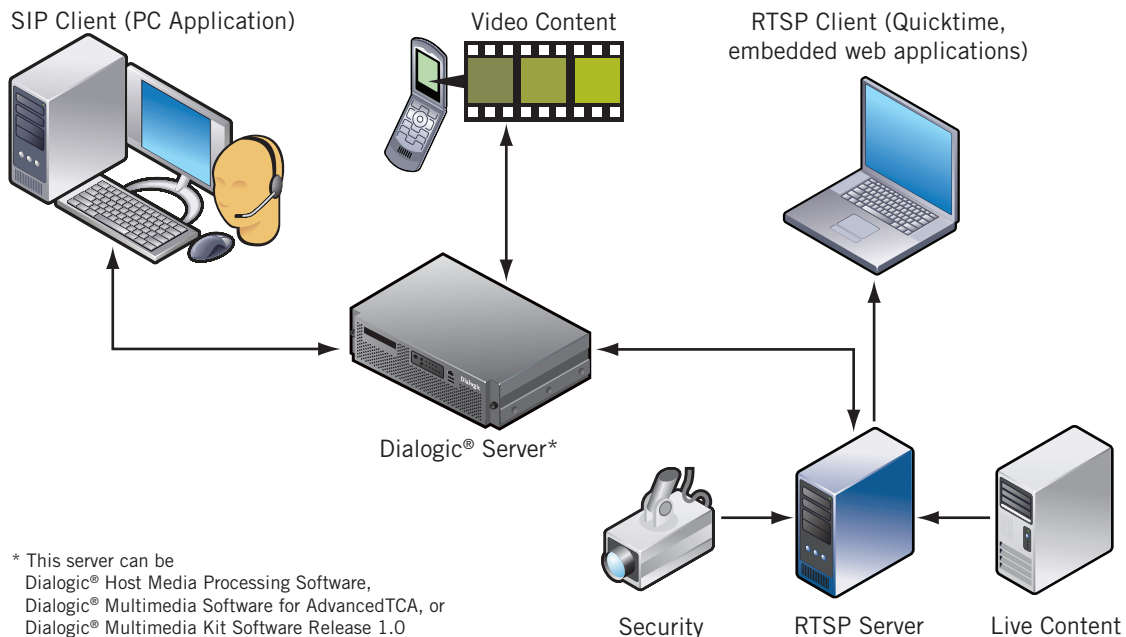 SIP Client (PC Application)
Video Content
RTSP Client (Quicktime,
embedded web applications)
Dialogic
Dialogic® Server*
* This server can be
Dialogic® Host Media Processing Software,
Dialogic® Multimedia Software for AdvancedTCA, or
Dialogic® Multimedia Kit Software Release 1.0
Security
RTSP Server
Live Content